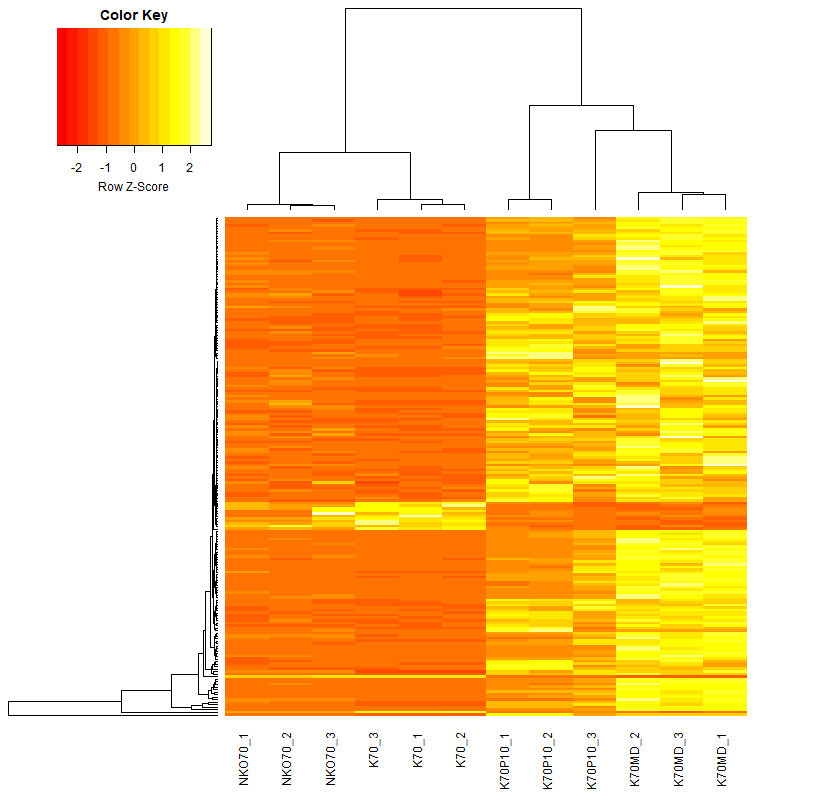 Color Key
-2 -1 0 1 2
Row Z-Score
NKO70_1 NKO70_2 NKO70_3 K70_3 K70_1 K70_2 K70P10_1 K70P10_2 K70P10_3 K70MD_2 K70MD_3 K70MD_1